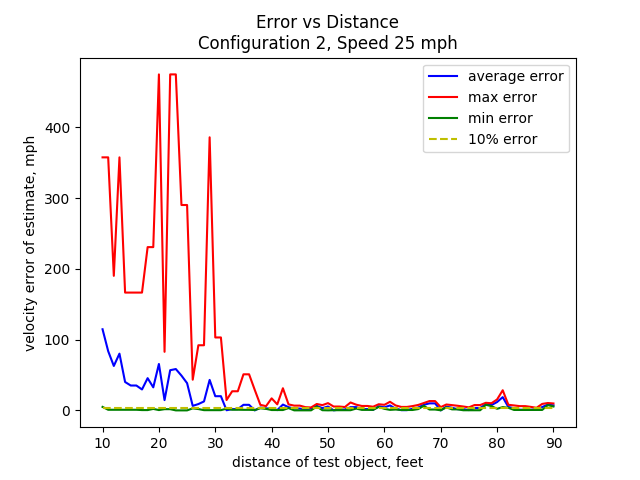 Error vs Distance
Configuration 2, Speed 25 mph
average error
max error
min error
10% error
velocity error of estimate, mph
400
300
200
100
0
10 20 30 40 50 60 70 80 90
distance of test object, feet